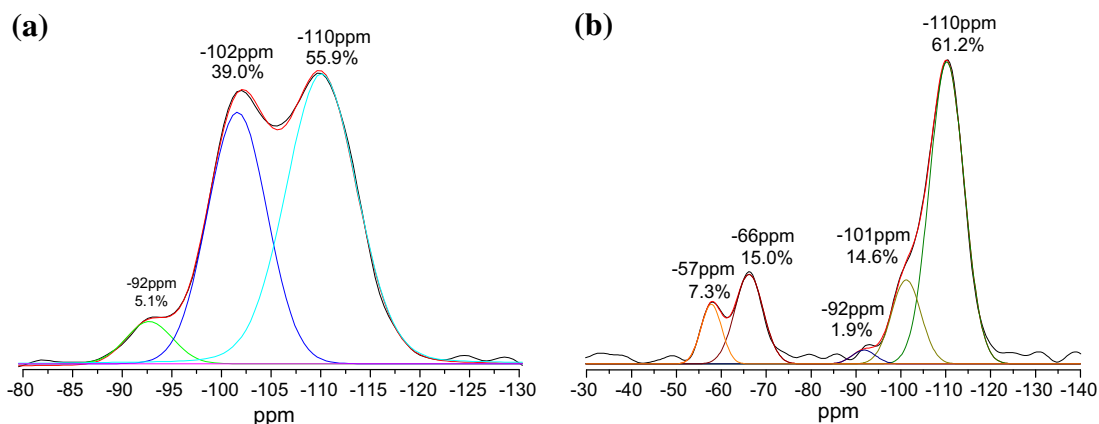 (a)
-102ppm
39.0%
-110ppm
55.9%
-92ppm
5.1%
-80 -85 -90 -95 -100 -105 -110 -115 -120 -125 -130
ppm
(b)
-110ppm
61.2%
-101ppm
14.6%
-66ppm
15.0%
-57ppm
7.3%
-92ppm
1.9%
-30 -40 -50 -60 -70 -80 -90 -100 -110 -120 -130 -140
ppm